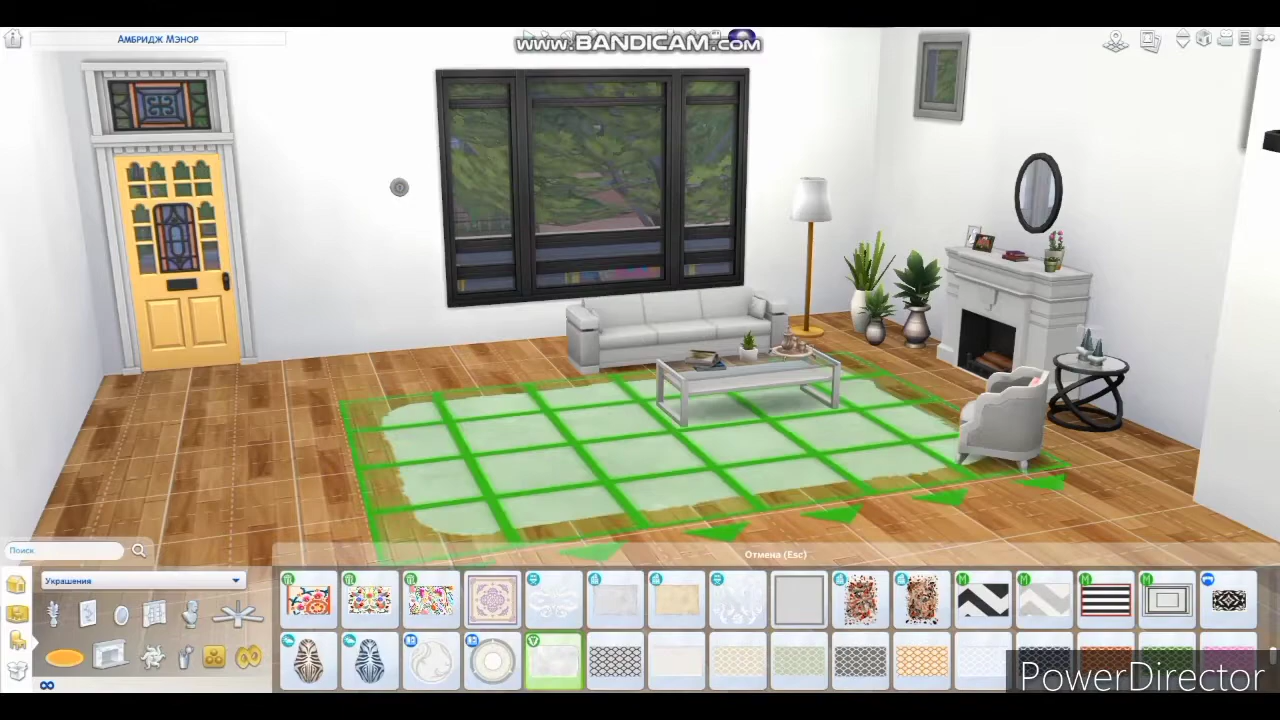 АМБРИДЖ МЭНОР
www.BANDICAM.com
Отмена (Esc)
Поиск
Украшения
PowerDirector